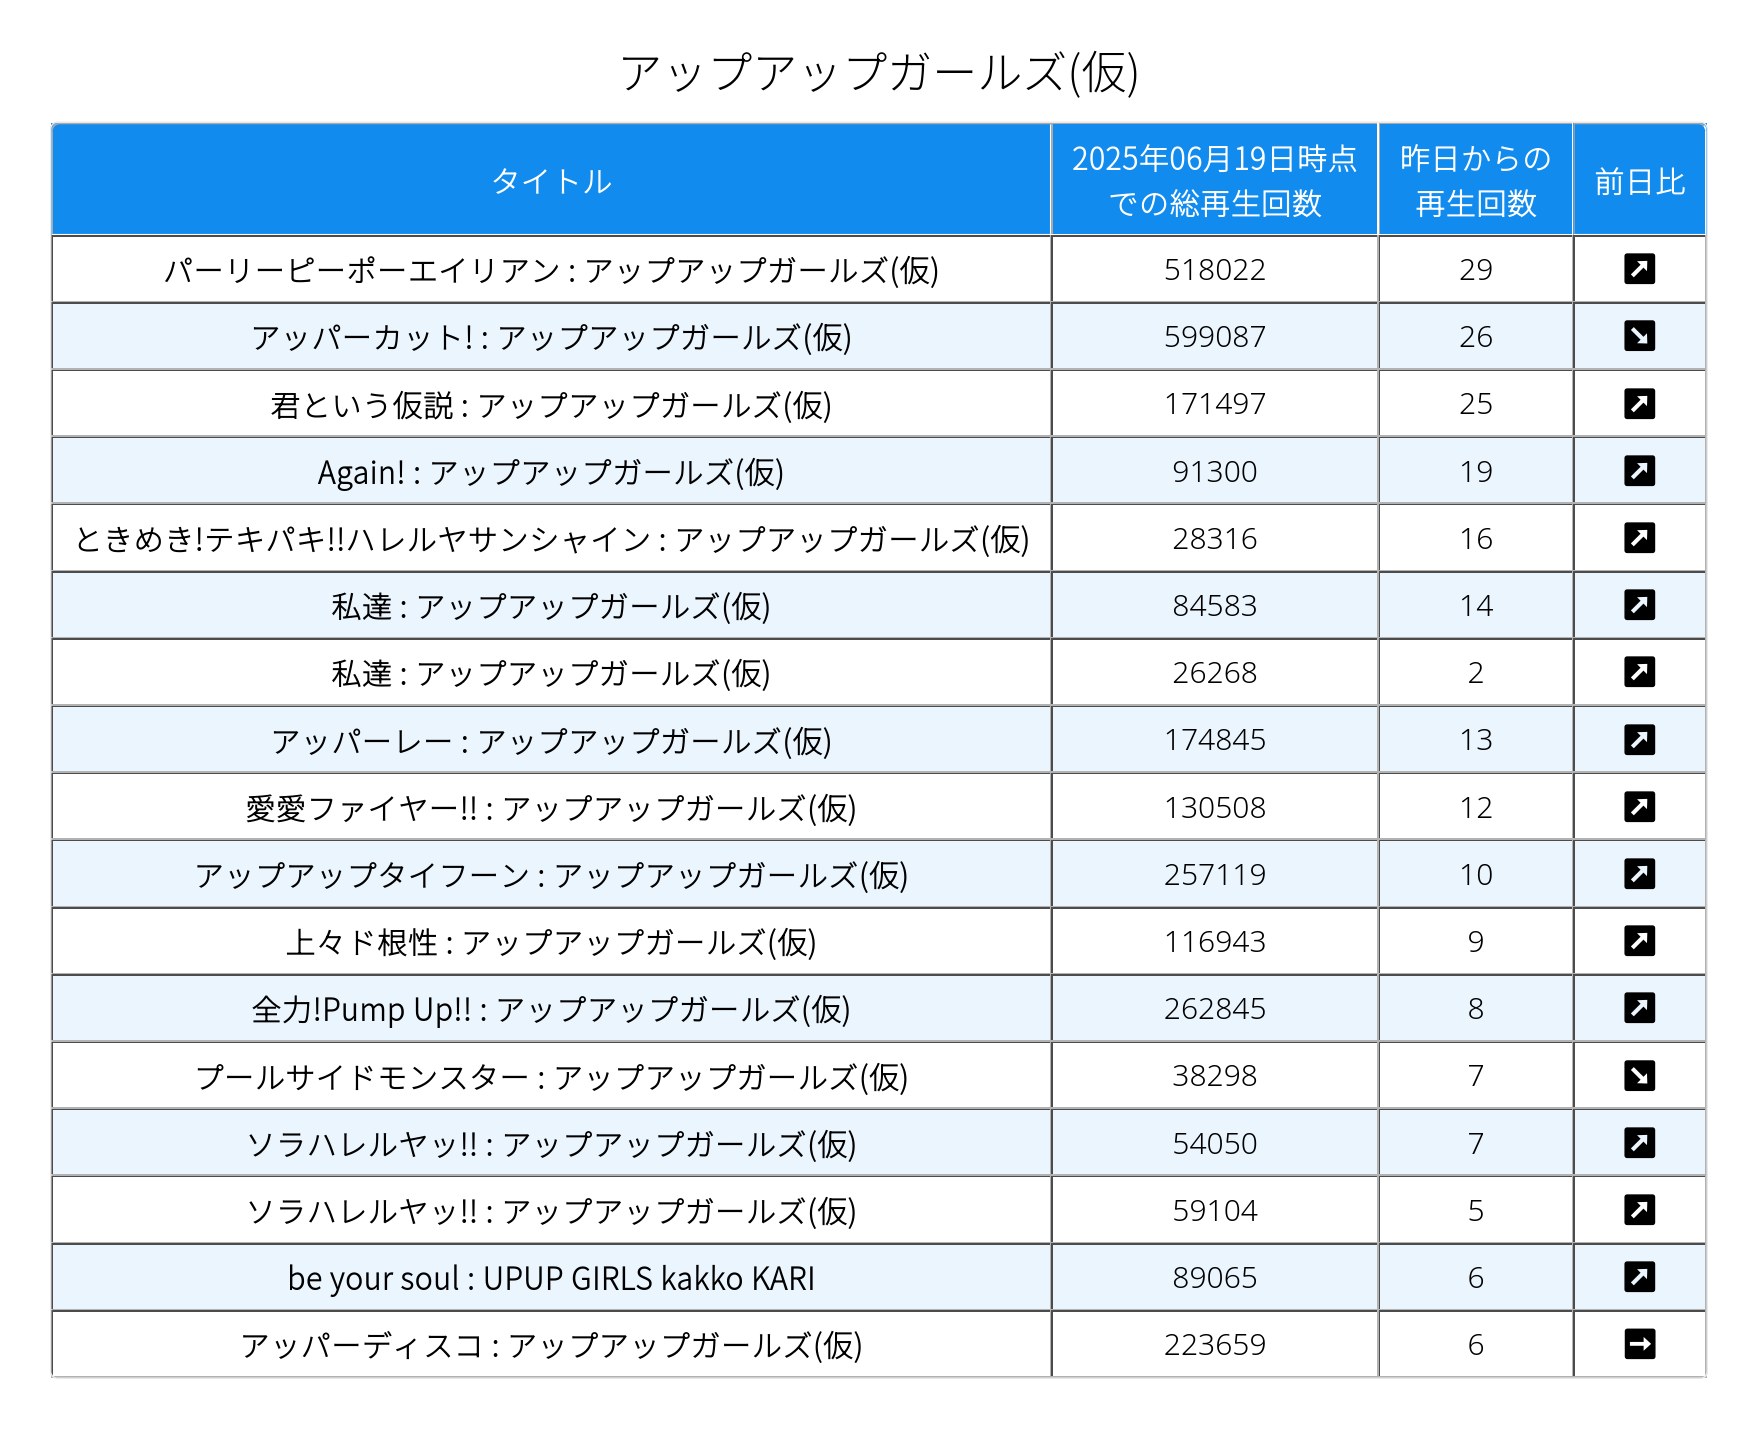 アップアップガールズ(仮)
タイトル
2025年06月19日時点
での総再生回数
昨日からの
再生回数
前日比
パーリーピーポーエイリアン : アップアップガールズ(仮) 518022 29 ↗
アッパーカット! : アップアップガールズ(仮) 599087 26 ↘
君という仮説 : アップアップガールズ(仮) 171497 25 ↗
Again! : アップアップガールズ(仮) 91300 19 ↗
ときめき!テキパキ!!ハレルヤサンシャイン : アップアップガールズ(仮) 28316 16 ↗
私達 : アップアップガールズ(仮) 84583 14 ↗
私達 : アップアップガールズ(仮) 26268 2 ↗
アッパーレー : アップアップガールズ(仮) 174845 13 ↗
愛愛ファイヤー!! : アップアップガールズ(仮) 130508 12 ↗
アップアップタイフーン : アップアップガールズ(仮) 257119 10 ↗
上々ド根性 : アップアップガールズ(仮) 116943 9 ↗
全力!Pump Up!! : アップアップガールズ(仮) 262845 8 ↗
プールサイドモンスター : アップアップガールズ(仮) 38298 7 ↘
ソラハレルヤッ!! : アップアップガールズ(仮) 54050 7 ↗
ソラハレルヤッ!! : アップアップガールズ(仮) 59104 5 ↗
be your soul : UPUP GIRLS kakko KARI 89065 6 ↗
アッパーディスコ : アップアップガールズ(仮) 223659 6 →